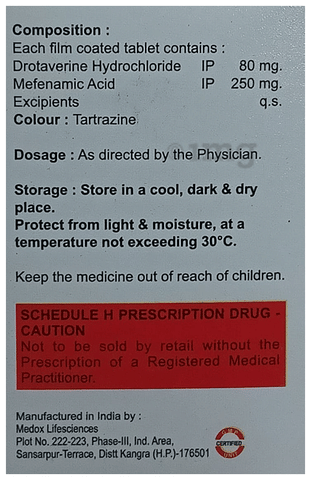 Composition :
Each film coated tablet contains :
Drotaverine Hydrochloride IP 80 mg.
Mefenamic Acid IP 250 mg.
Excipients q.s.
Colour : Tartrazine
Dosage : As directed by the Physician.
Storage : Store in a cool, dark & dry
place.
Protect from light & moisture, at a
temperature not exceeding 30°C.
Keep the medicine out of reach of children.
SCHEDULE H PRESCRIPTION DRUG -
CAUTION
Not to be sold by retail without the
Prescription of a Registered Medical
Practitioner.
Manufactured in India by :
Medox Lifesciences
Plot No. 222-223, Phase-III, Ind. Area,
Sansarpur-Terrace, Distt Kangra (H.P.)-176501
CERTIFIED